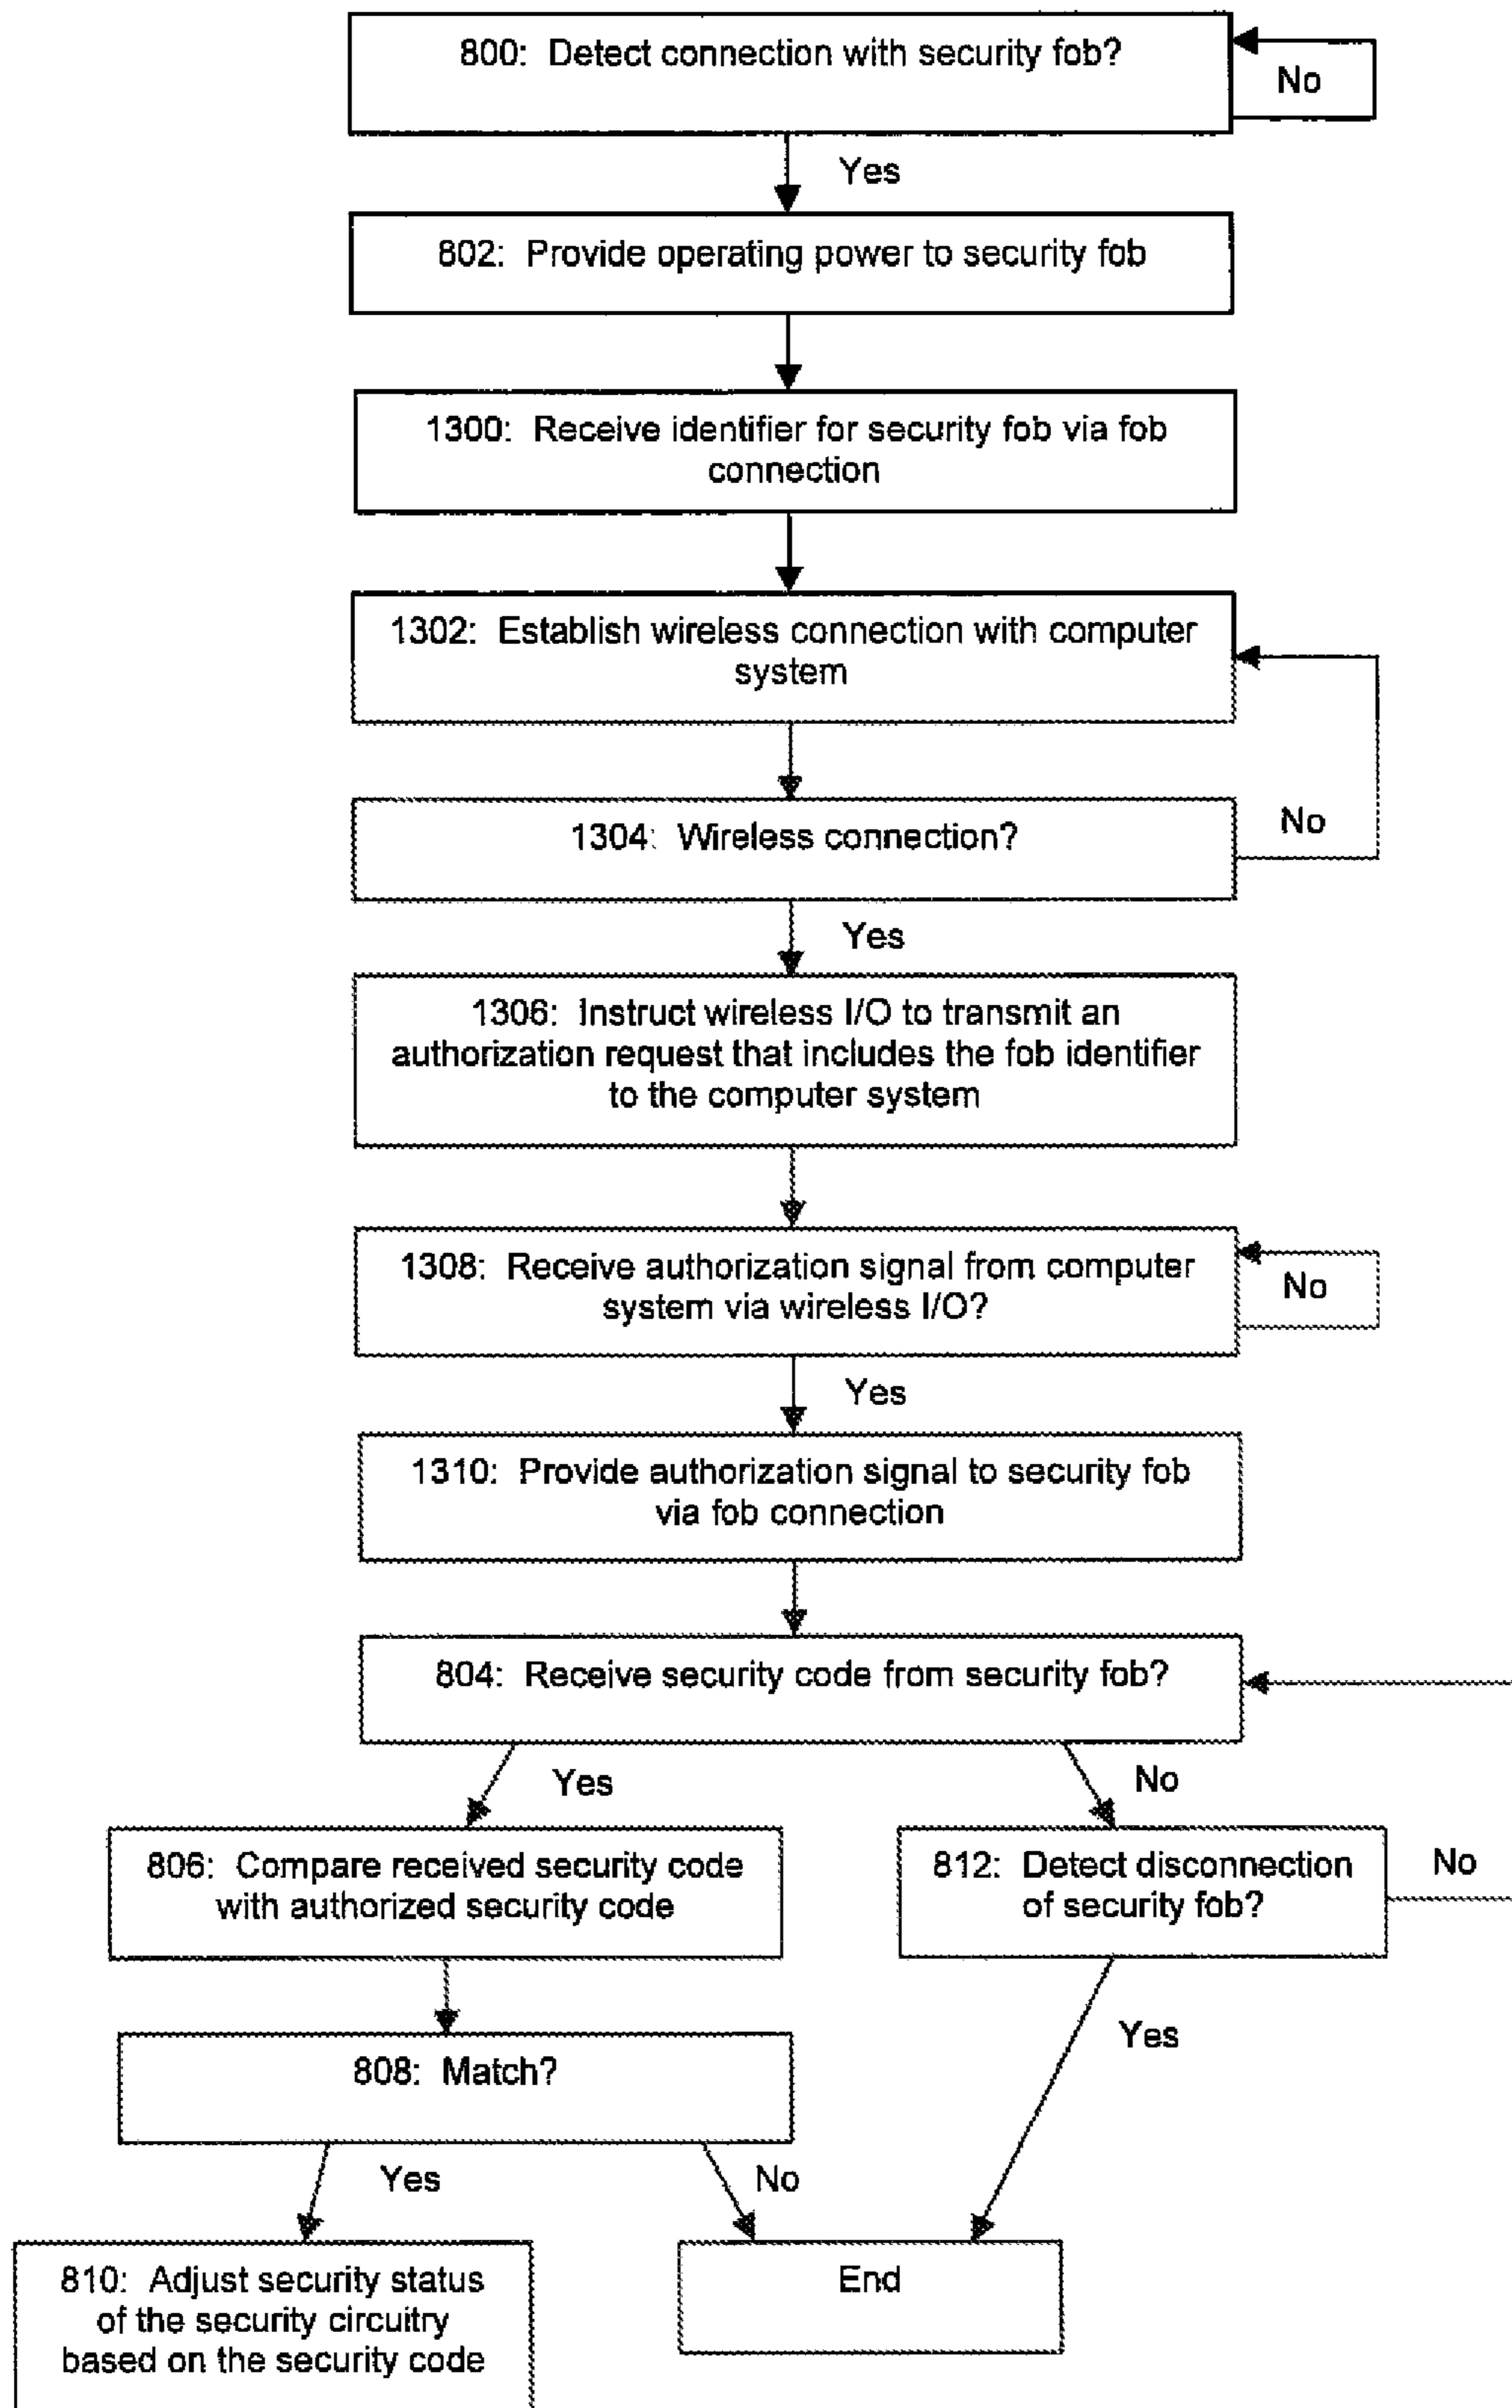 800: Detect connection with security fob?
No
Yes
802: Provide operating power to security fob
1300: Receive identifier for security fob via fob
connection
1302: Establish wireless connection with computer
system
1304: Wireless connection?
No
Yes
1306: Instruct wireless I/O to transmit an
authorization request that includes the fob identifier
to the computer system
1308: Receive authorization signal from computer
system via wireless I/O?
No
Yes
1310: Provide authorization signal to security fob
via fob connection
804: Receive security code from security fob?
Yes
No
806: Compare received security code
with authorized security code
812: Detect disconnection
of security fob?
No
Yes
808: Match?
Yes
No
810: Adjust security status
of the security circuitry
based on the security code
End